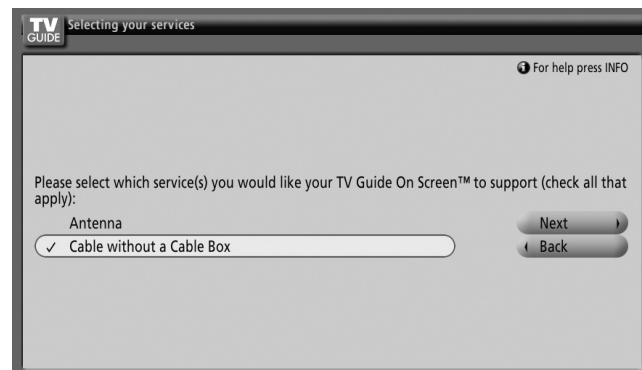 TV
GUIDE
Selecting your services
For help press INFO
Please select which service(s) you would like your TV Guide On Screen™ to support (check all that
apply):
Antenna
Next
✓ Cable without a Cable Box
Back